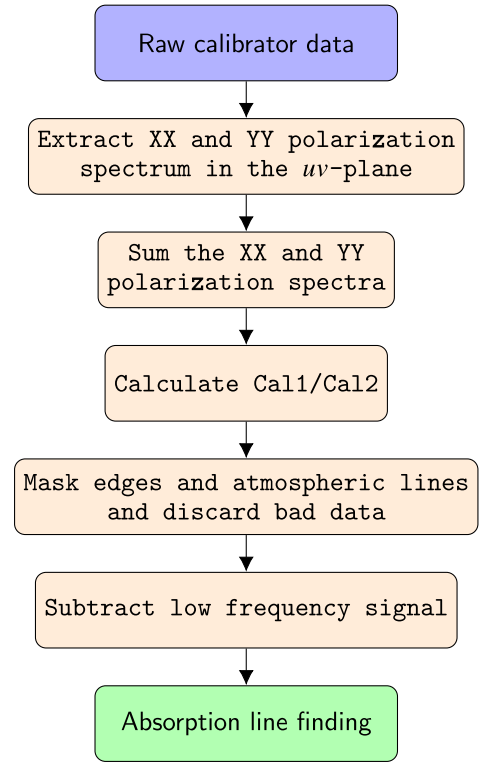 Raw calibrator data
Extract XX and YY polarization
spectrum in the uv-plane
Sum the XX and YY
polarization spectra
Calculate Cal1/Cal2
Mask edges and atmospheric lines
and discard bad data
Subtract low frequency signal
Absorption line finding